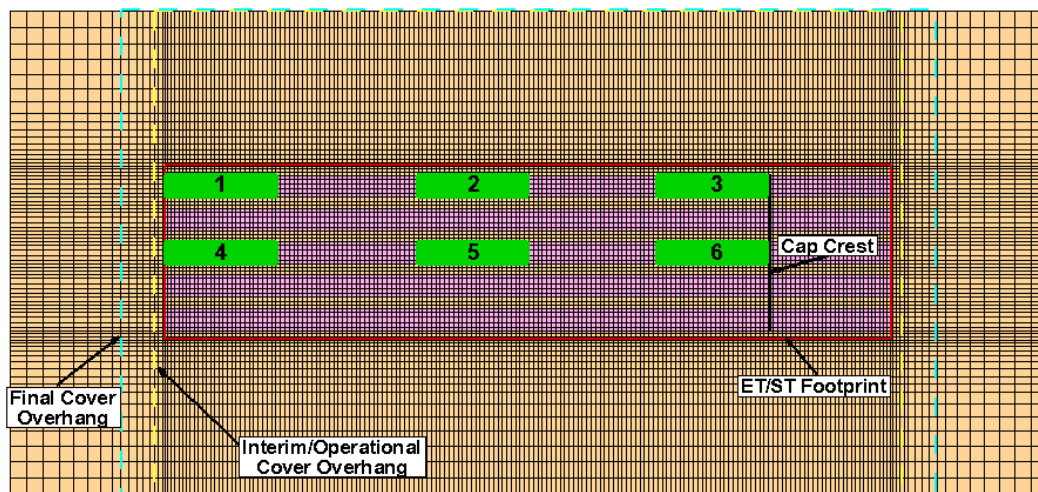 1 2 3
Cap Crest
4 5 6
ET/ST Footprint
Final Cover
Overhang
Interim/Operational
Cover Overhang